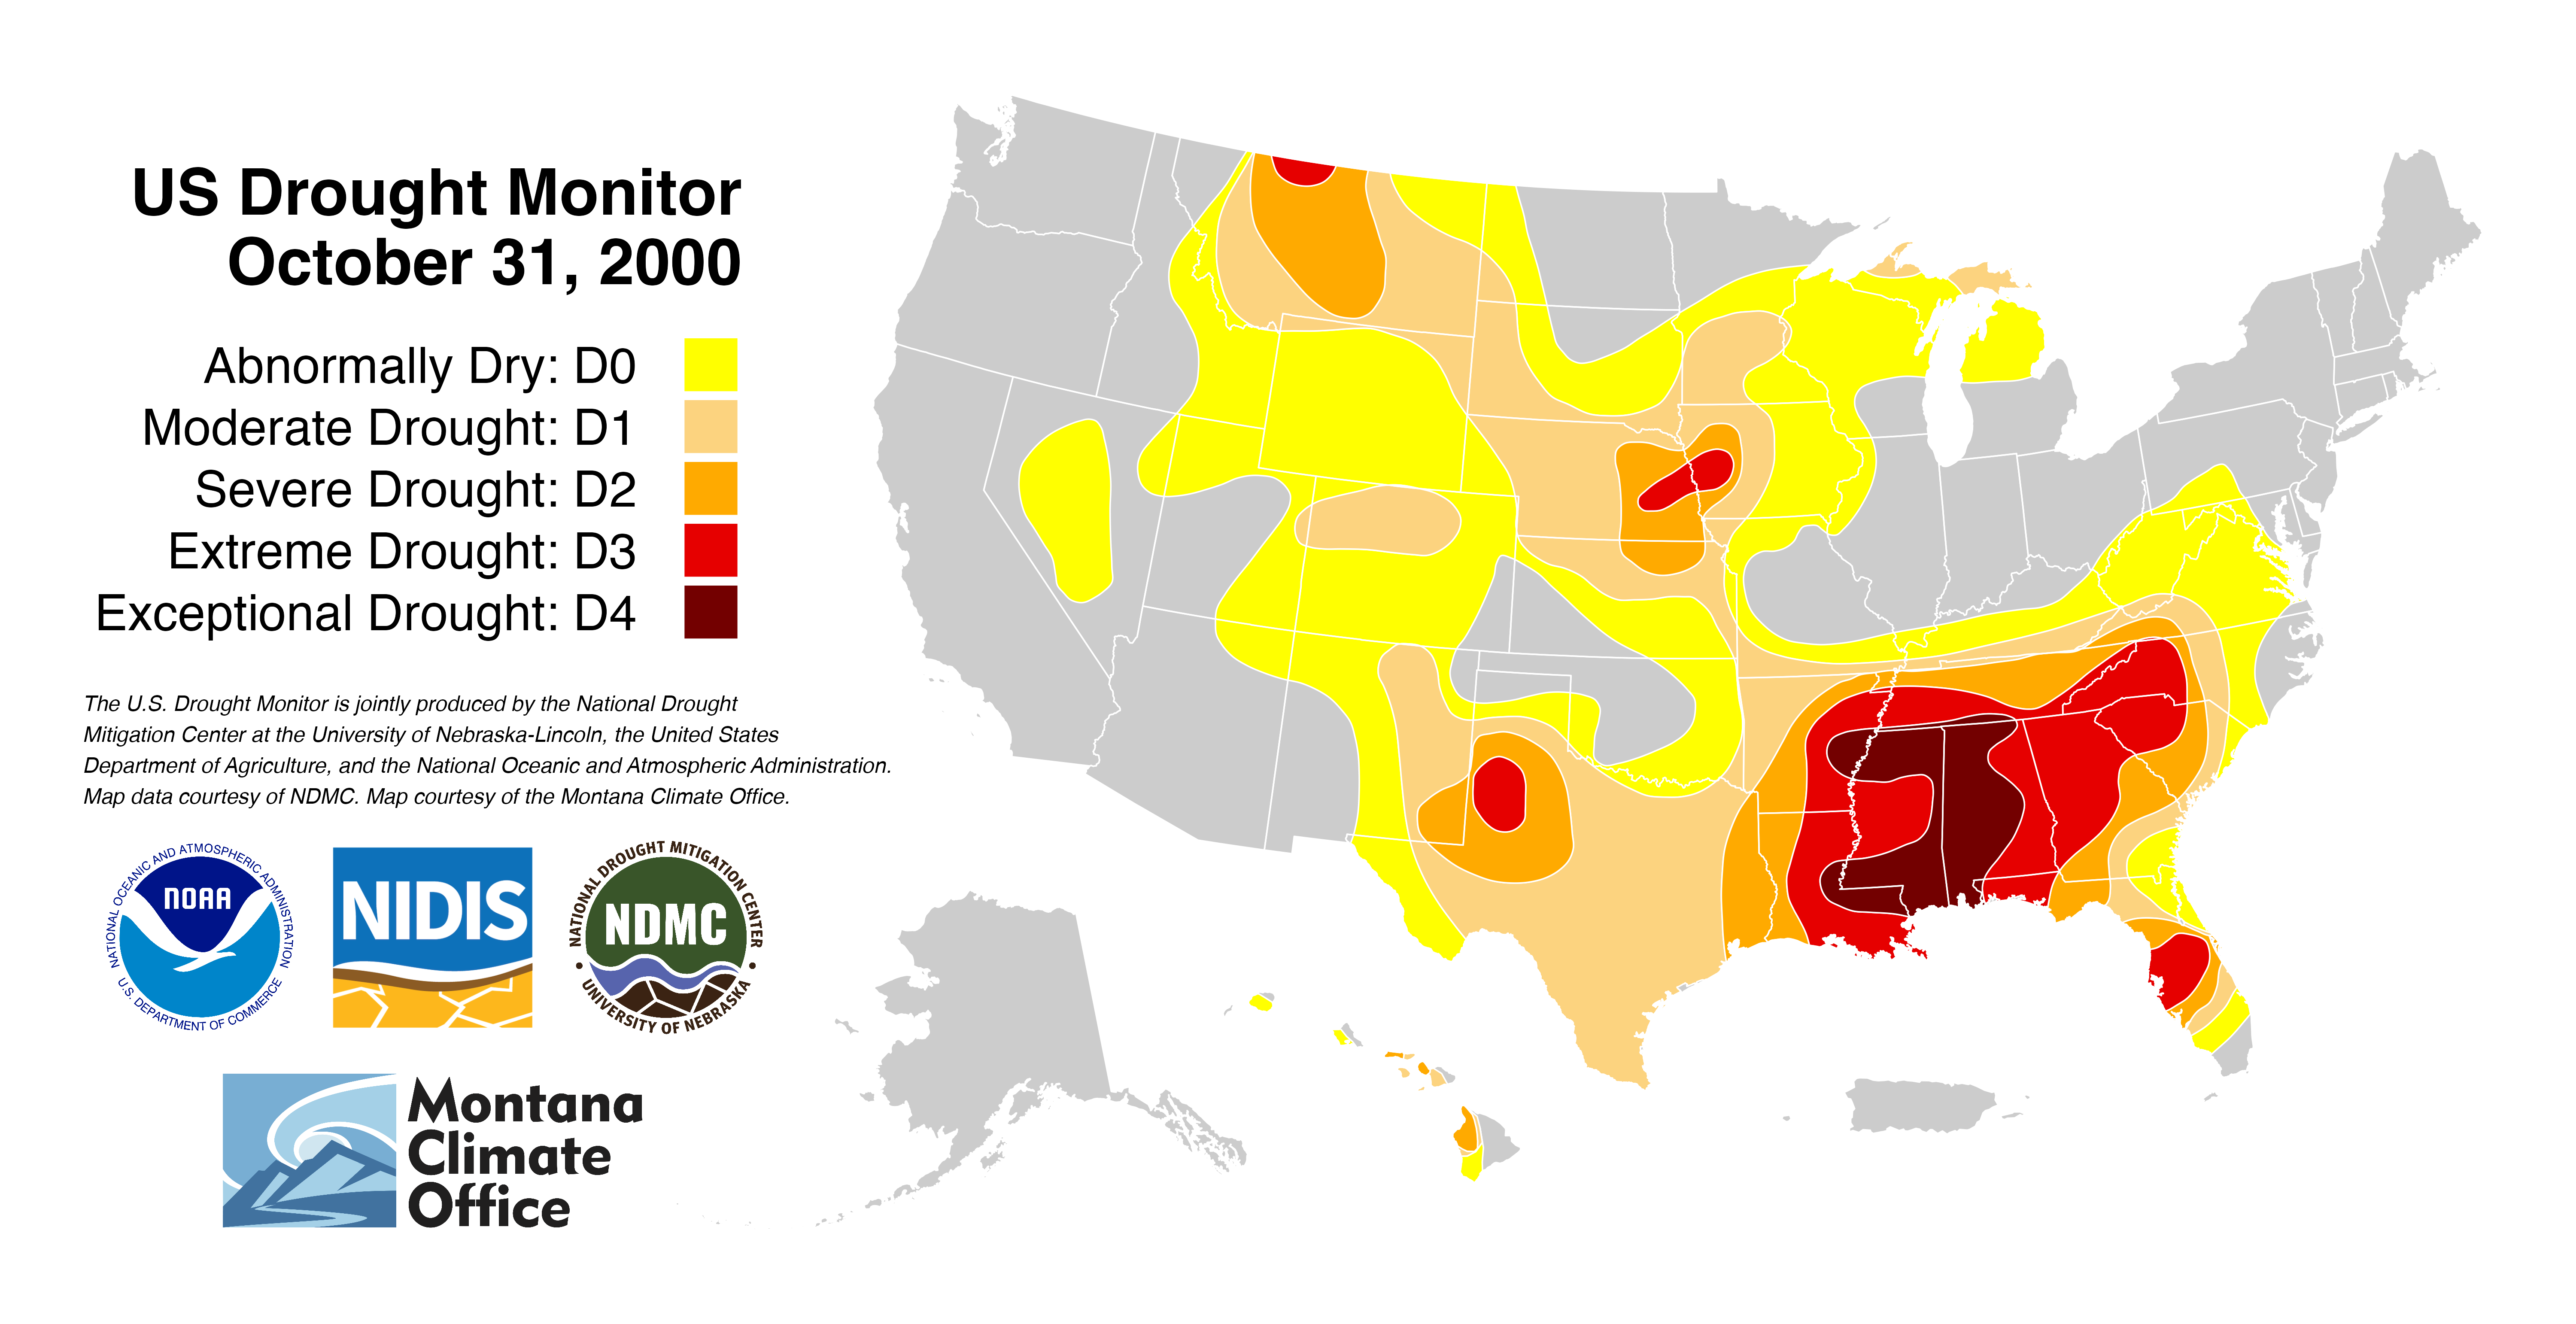 US Drought Monitor
October 31, 2000
Abnormally Dry: D0
Moderate Drought: D1
Severe Drought: D2
Extreme Drought: D3
Exceptional Drought: D4
The U.S. Drought Monitor is jointly produced by the National Drought
Mitigation Center at the University of Nebraska-Lincoln, the United States
Department of Agriculture, and the National Oceanic and Atmospheric Administration.
Map data courtesy of NDMC. Map courtesy of the Montana Climate Office.
NATIONAL OCEANIC AND ATMOSPHERIC ADMINISTRATION
NOAA
U.S. DEPARTMENT OF COMMERCE
NIDIS
NATIONAL DROUGHT MITIGATION CENTER
NDMC
UNIVERSITY OF NEBRASKA
Montana
Climate
Office